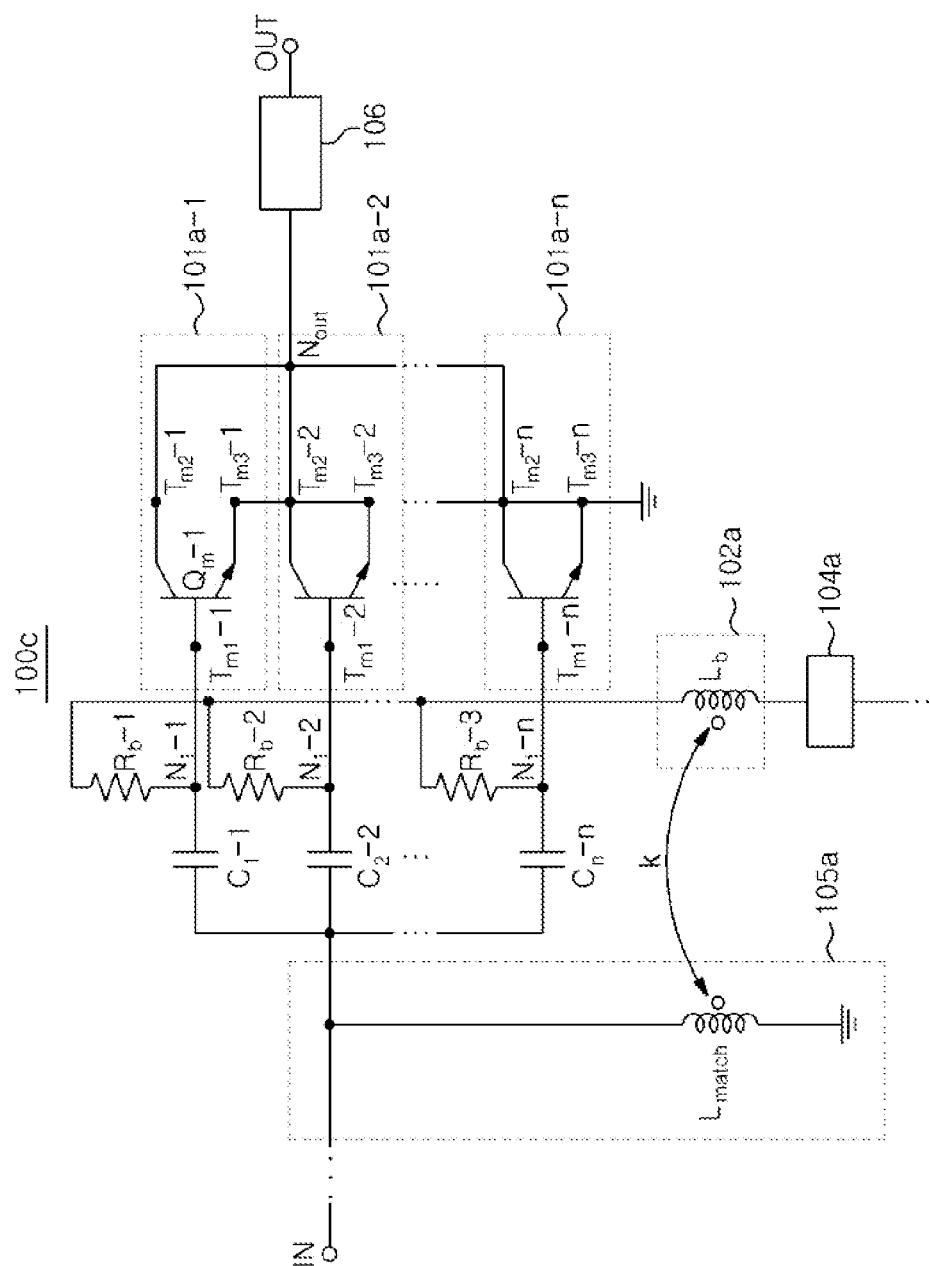 100c
OUT
106
101a-1
101a-2
101a-n
Nout
Tm2-1
Tm3-1
Qm-1
Tm1-1
Tm2-2
Tm3-2
Tm1-2
Tm2-n
Tm3-n
Tm1-n
Rb-1
Ni-1
Rb-2
Ni-2
Rb-3
Ni-n
C1-1
C2-2
Cn-n
102a
Lb
104a
k
105a
Lmatch
IN